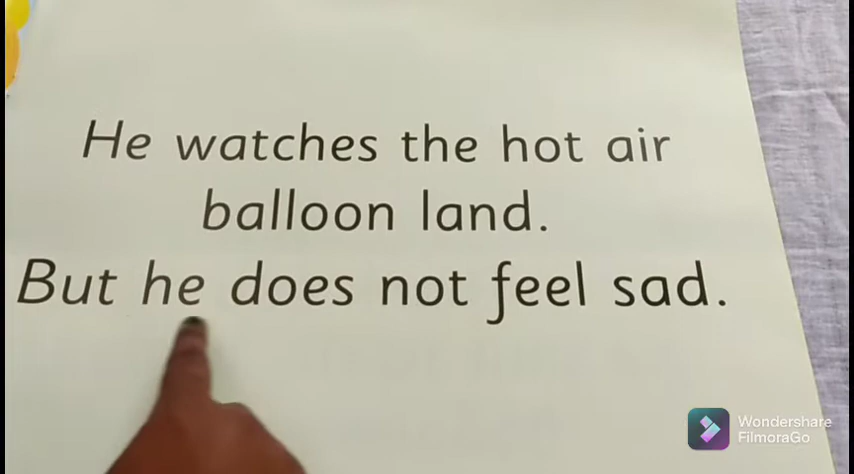 He watches the hot air
balloon land.
But he does not feel sad.
Wondershare
FilmoraGo